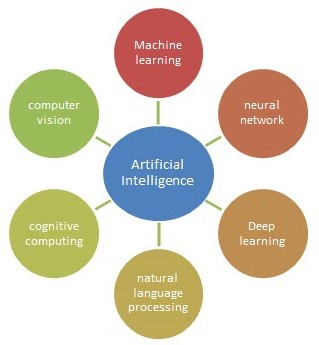 Machine
learning
computer
vision
neural
network
Artificial
Intelligence
cognitive
computing
Deep
learning
natural
language
processing